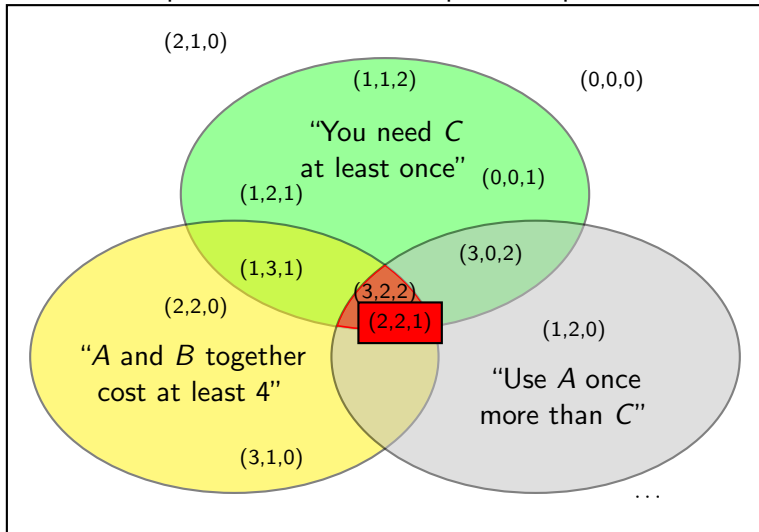 (2,1,0)
(1,1,2)
(0,0,0)
“You need C
at least once”
(0,0,1)
(1,2,1)
(3,0,2)
(1,3,1)
(3,2,2)
(2,2,0)
(2,2,1)
(1,2,0)
“A and B together
cost at least 4”
“Use A once
more than C”
(3,1,0)
...